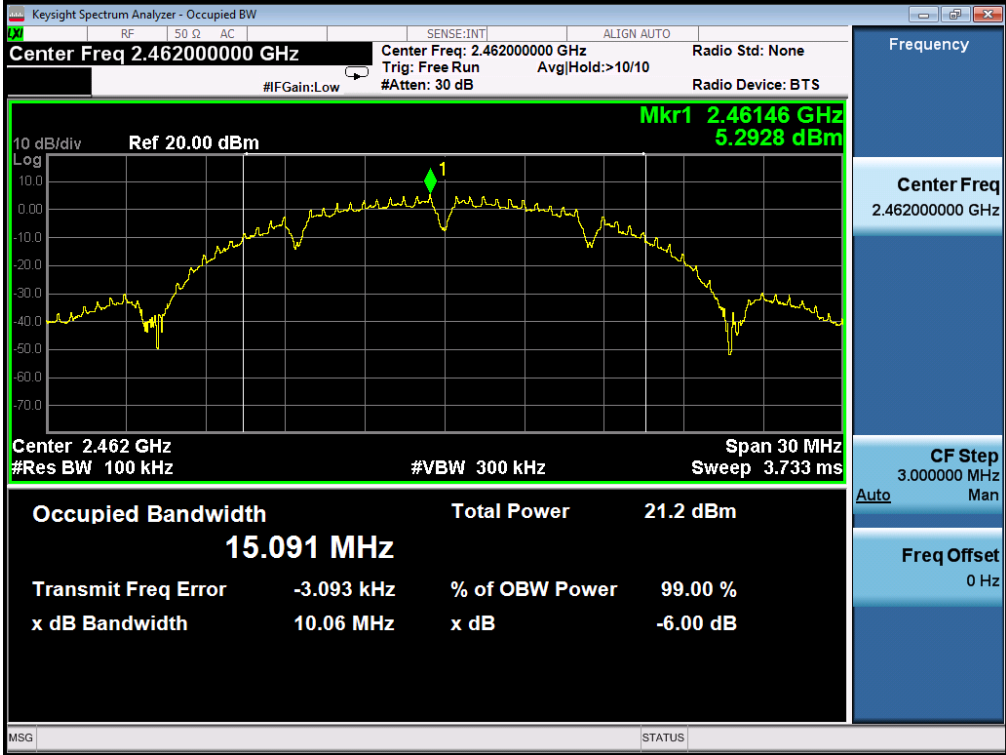 Keysight Spectrum Analyzer - Occupied BW
LXI RF 50 Ω AC SENSE:INT ALIGN AUTO
Center Freq 2.462000000 GHz
Center Freq: 2.462000000 GHz
Radio Std: None
Trig: Free Run Avg|Hold:>10/10
#IFGain:Low
#Atten: 30 dB
Radio Device: BTS
Mkr1 2.46146 GHz
5.2928 dBm
10 dB/div Ref 20.00 dBm
Log
1
10.0
0.00
-10.0
-20.0
-30.0
-40.0
-50.0
-60.0
-70.0
Center 2.462 GHz Span 30 MHz
#Res BW 100 kHz #VBW 300 kHz Sweep 3.733 ms
Occupied Bandwidth Total Power 21.2 dBm
15.091 MHz
Transmit Freq Error -3.093 kHz % of OBW Power 99.00 %
x dB Bandwidth 10.06 MHz x dB -6.00 dB
Frequency
Center Freq
2.462000000 GHz
CF Step
3.000000 MHz
Auto Man
Freq Offset
0 Hz
MSG STATUS